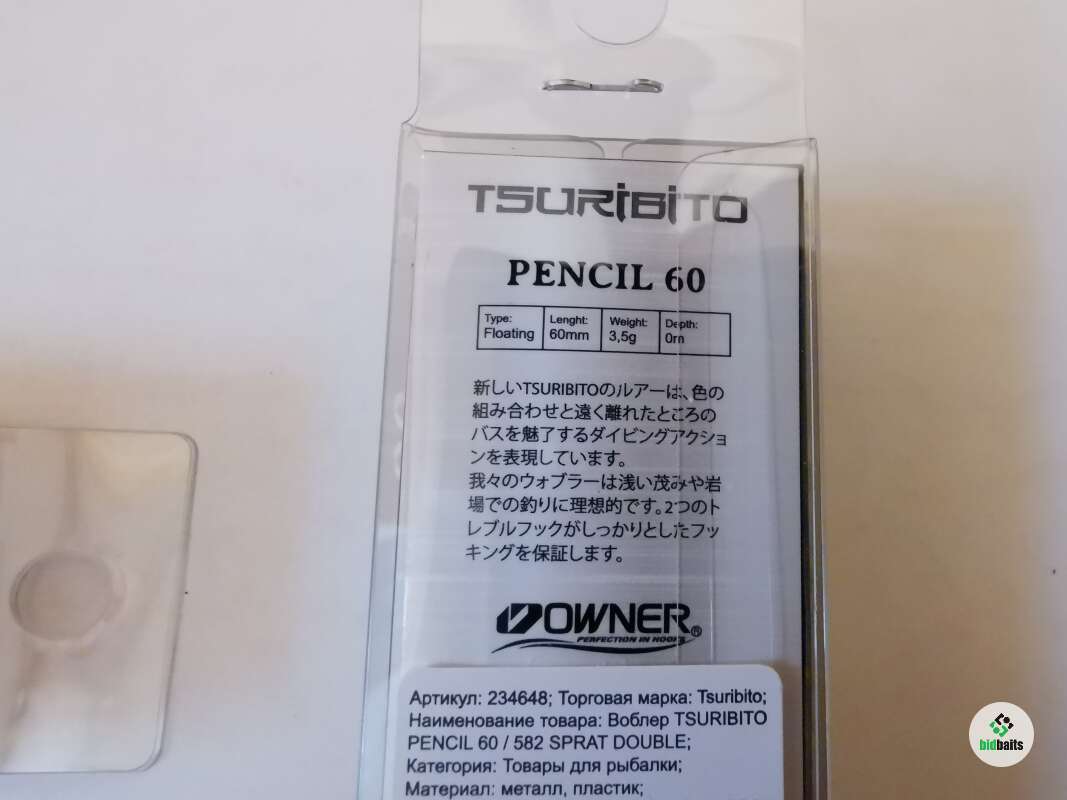 TSURIBITO
PENCIL 60
Type: Lenght: Weight: Depth:
Floating 60mm 3,5g 0m
新しいTSURIBITOのルアーは、色の
組み合わせと遠く離れたところの
バスを魅了するダイビングアクショ
ンを表現しています。
我々のウォブラーは浅い茂みや岩
場での釣りに理想的です。2つのト
レブルフックがしっかりとしたフッ
キングを保証します。
OWNER®
PERFECTION IN HOOKS
Артикул: 234648; Торговая марка: Tsuribito;
Наименование товара: Воблер TSURIBITO
PENCIL 60 / 582 SPRAT DOUBLE;
Категория: Товары для рыбалки;
Материал: металл, пластик;
bidbaits